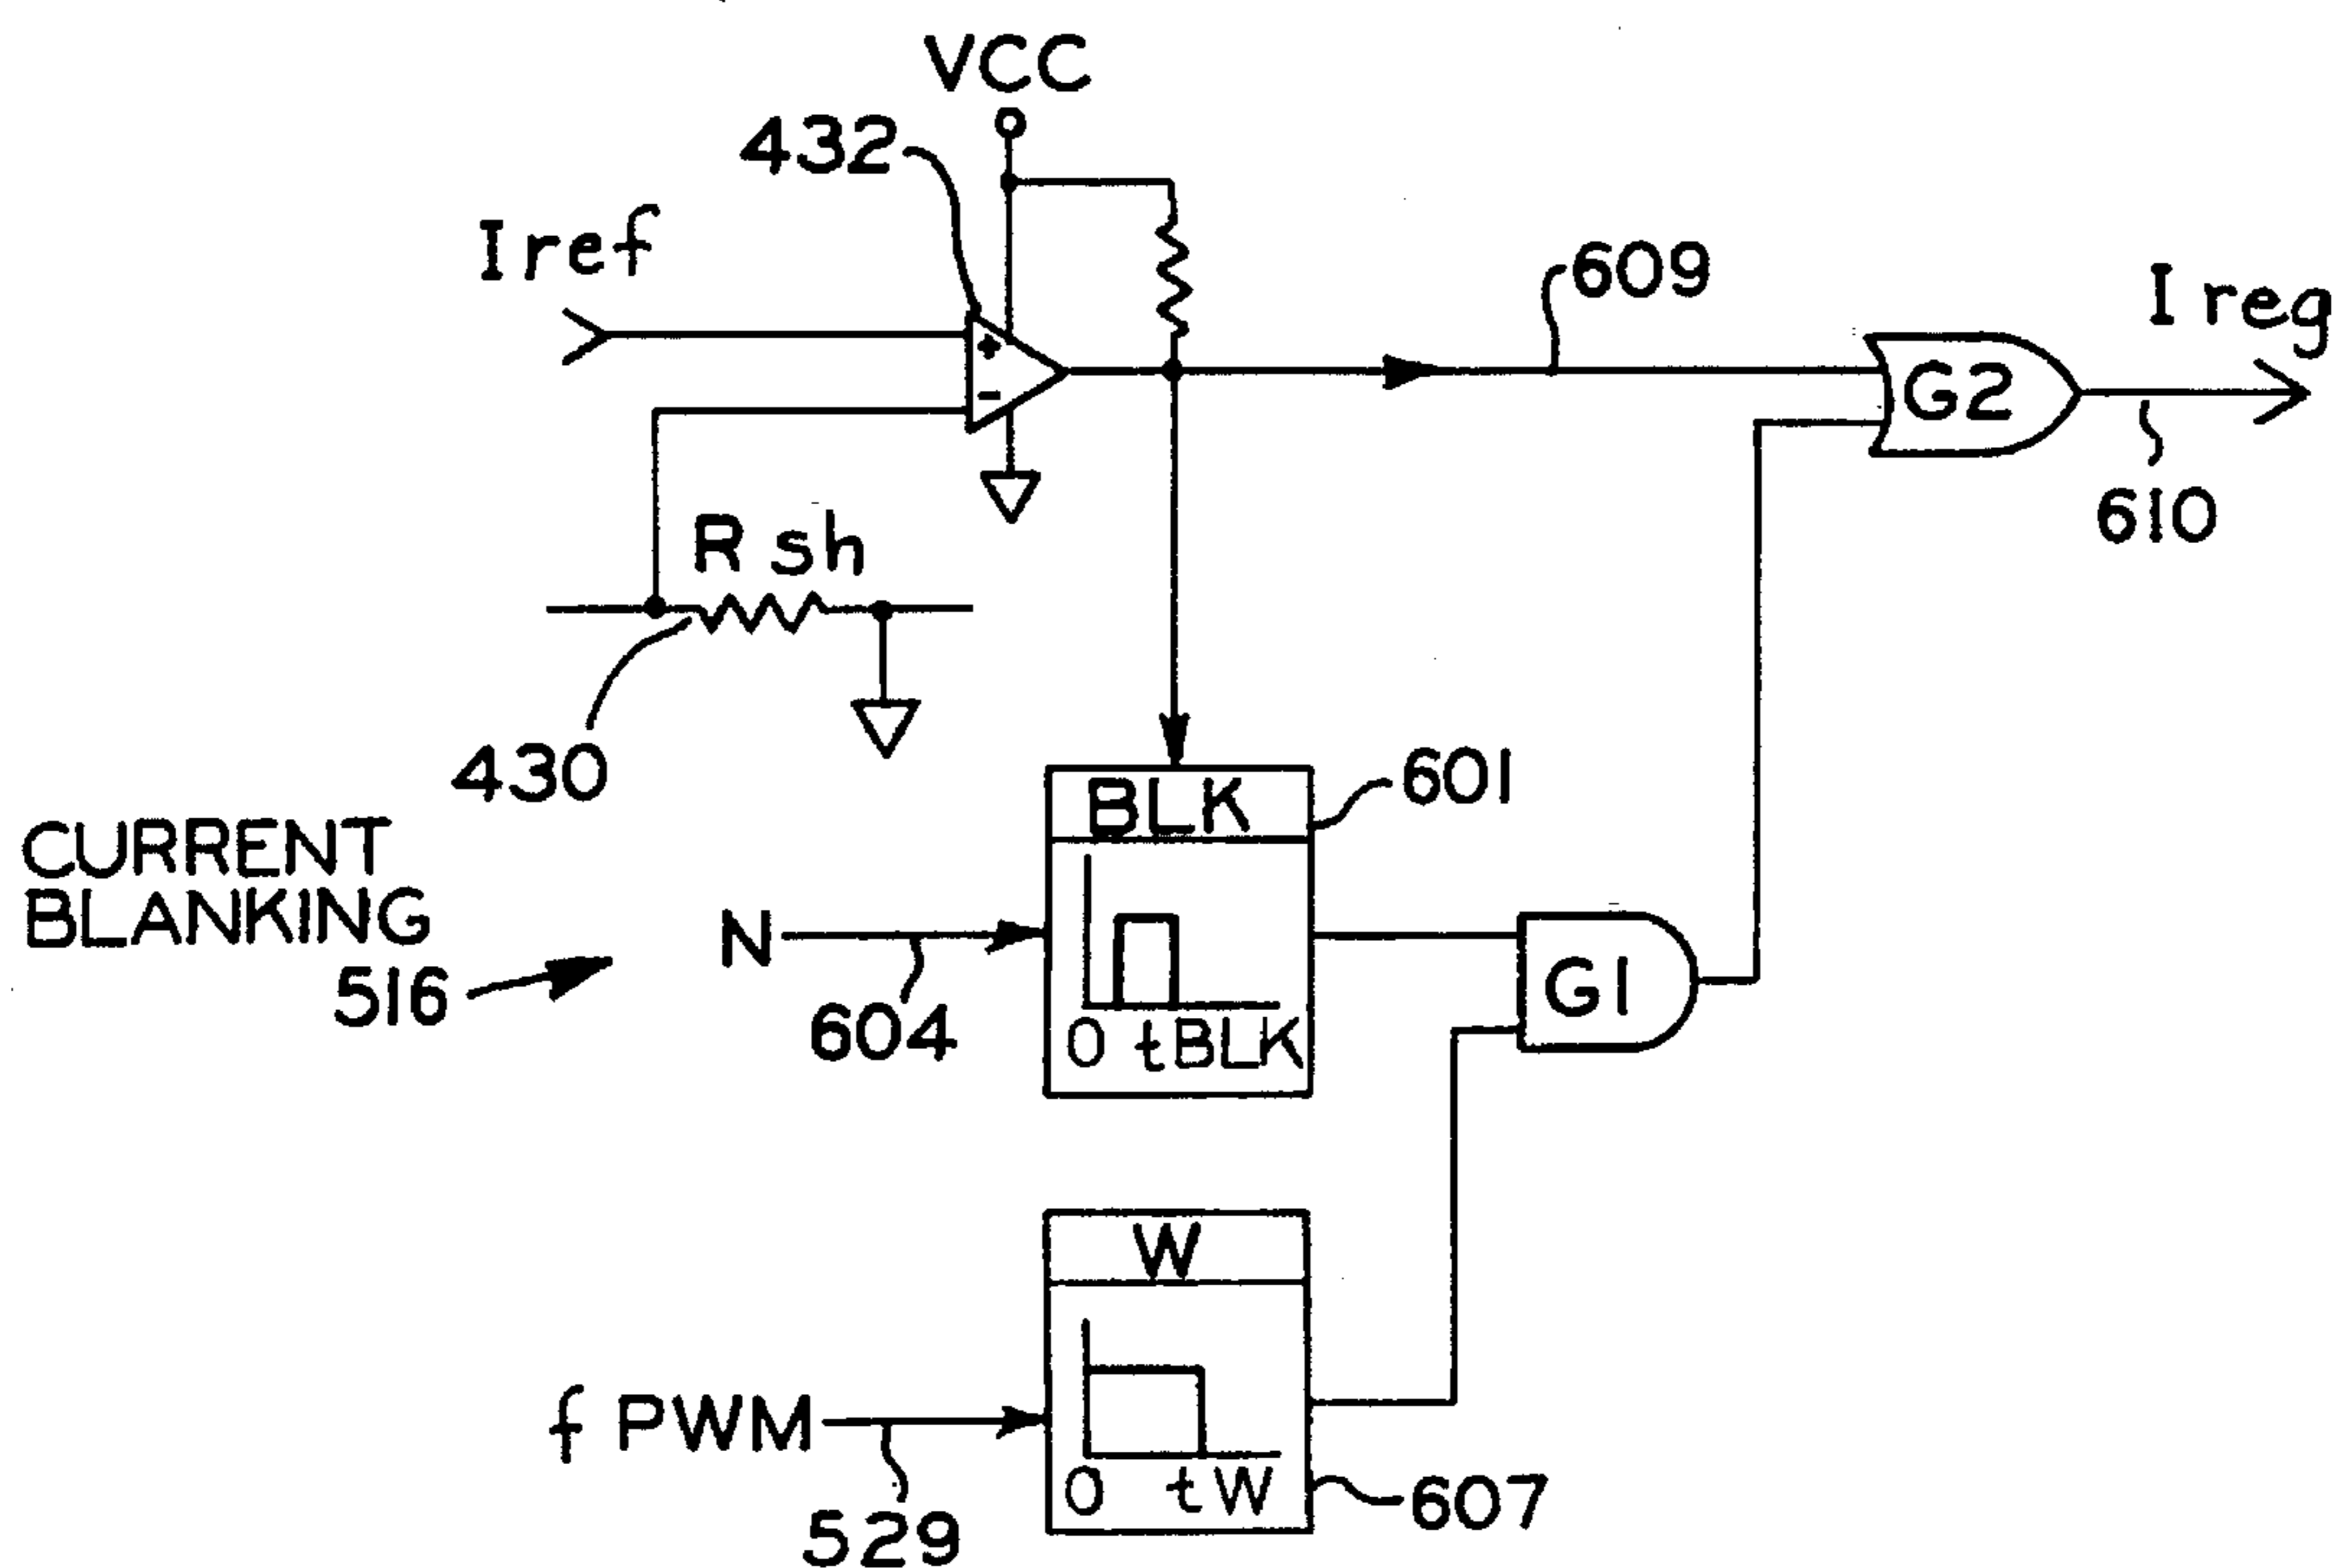 VCC
432
Iref
+
-
609
I reg
G2
610
R sh
430
BLK
601
CURRENT
BLANKING
516
N
604
0 tBLK
G1
W
f PWM
529
0 tW
607